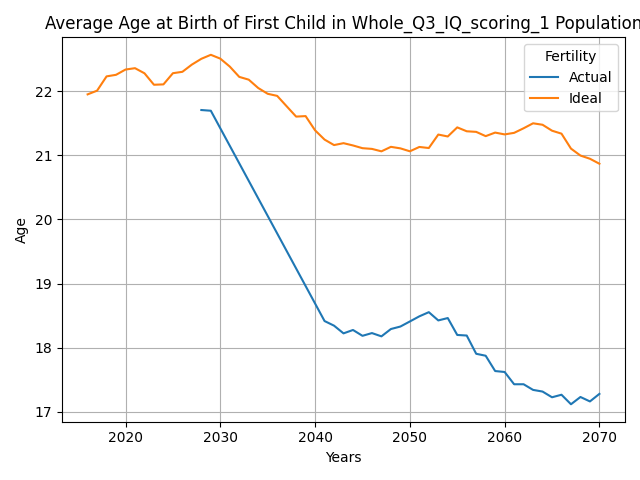 Average Age at Birth of First Child in Whole_Q3_IQ_scoring_1 Population
Fertility
Actual
Ideal
22
21
20
19
18
17
Age
2020 2030 2040 2050 2060 2070
Years